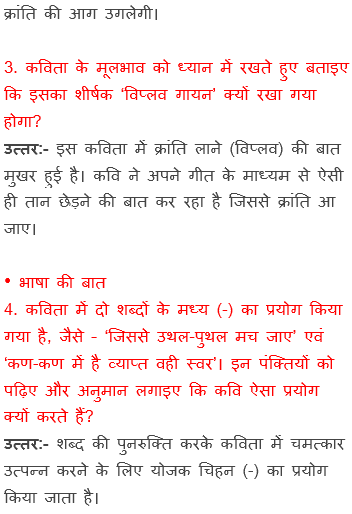 क्रांति की आग उगलेगी।
3. कविता के मूलभाव को ध्यान में रखते हुए बताइए
कि इसका शीर्षक ‘विप्लव गायन’ क्यों रखा गया
होगा?
उत्तर:- इस कविता में क्रांति लाने (विप्लव) की बात
मुखर हुई है। कवि ने अपने गीत के माध्यम से ऐसी
ही तान छेड़ने की बात कर रहा है जिससे क्रांति आ
जाए।
• भाषा की बात
4. कविता में दो शब्दों के मध्य (-) का प्रयोग किया
गया है, जैसे - ‘जिससे उथल-पुथल मच जाए’ एवं
‘कण-कण में है व्याप्त वही स्वर’। इन पंक्तियों को
पढ़िए और अनुमान लगाइए कि कवि ऐसा प्रयोग
क्यों करते हैं?
उत्तर:- शब्द की पुनरुक्ति करके कविता में चमत्कार
उत्पन्न करने के लिए योजक चिहन (-) का प्रयोग
किया जाता है।